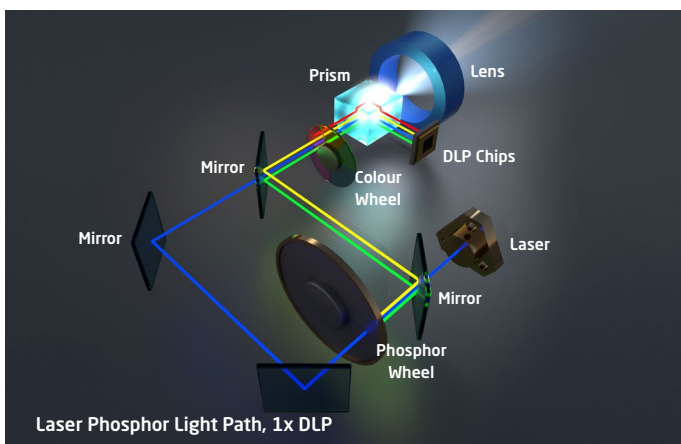 Prism
Lens
DLP Chips
Mirror
Colour
Wheel
Mirror
Laser
Mirror
Phosphor
Wheel
Laser Phosphor Light Path, 1x DLP